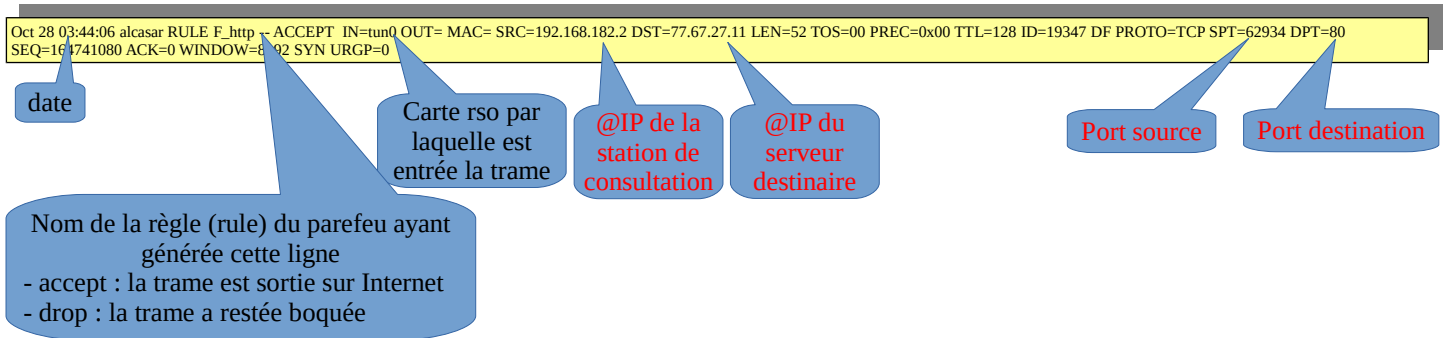 Oct 28 03:44:06 alcasar RULE F_http -- ACCEPT IN=tun0 OUT= MAC= SRC=192.168.182.2 DST=77.67.27.11 LEN=52 TOS=00 PREC=0x00 TTL=128 ID=19347 DF PROTO=TCP SPT=62934 DPT=80
SEQ=164741080 ACK=0 WINDOW=8192 SYN URGP=0
date
Carte rso par
laquelle est
entrée la trame
@IP de la
station de
consultation
@IP du
serveur
destinaire
Port source
Port destination
Nom de la règle (rule) du parefeu ayant
générée cette ligne
- accept : la trame est sortie sur Internet
- drop : la trame a restée boquée